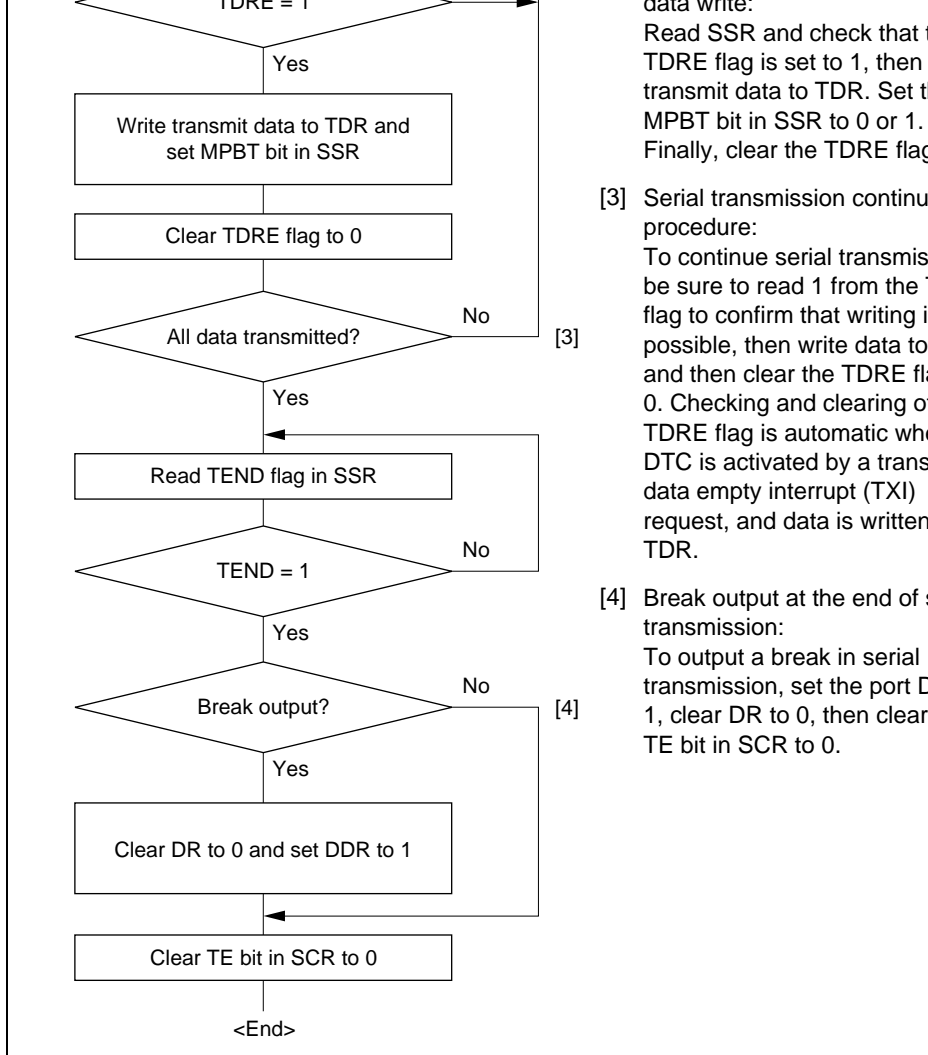 TDRE = 1
Yes
Write transmit data to TDR and
set MPBT bit in SSR
Clear TDRE flag to 0
All data transmitted?
No
[3]
Yes
Read TEND flag in SSR
TEND = 1
No
Yes
Break output?
No
[4]
Yes
Clear DR to 0 and set DDR to 1
Clear TE bit in SCR to 0
<End>
data write:
Read SSR and check that
TDRE flag is set to 1, then
transmit data to TDR. Set
MPBT bit in SSR to 0 or 1.
Finally, clear the TDRE
[3] Serial transmission
procedure:
To continue serial
be sure to read 1 from the
flag to confirm that writing
possible, then write data to
and then clear the TDRE
0. Checking and clearing
TDRE flag is automatic
DTC is activated by a
data empty interrupt (TXI)
request, and data is written
TDR.
[4] Break output at the end of
transmission:
To output a break in serial
transmission, set the port
1, clear DR to 0, then clear
TE bit in SCR to 0.